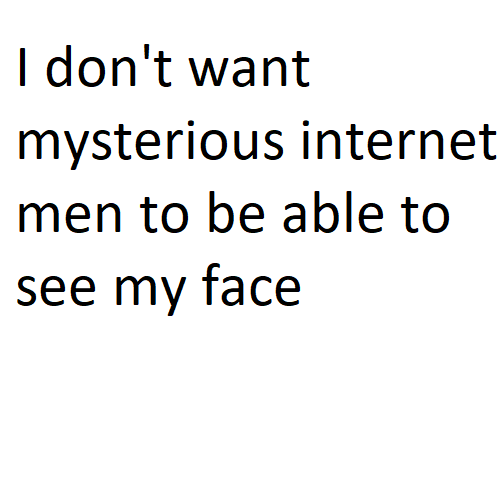 I don't want
mysterious internet
men to be able to
see my face